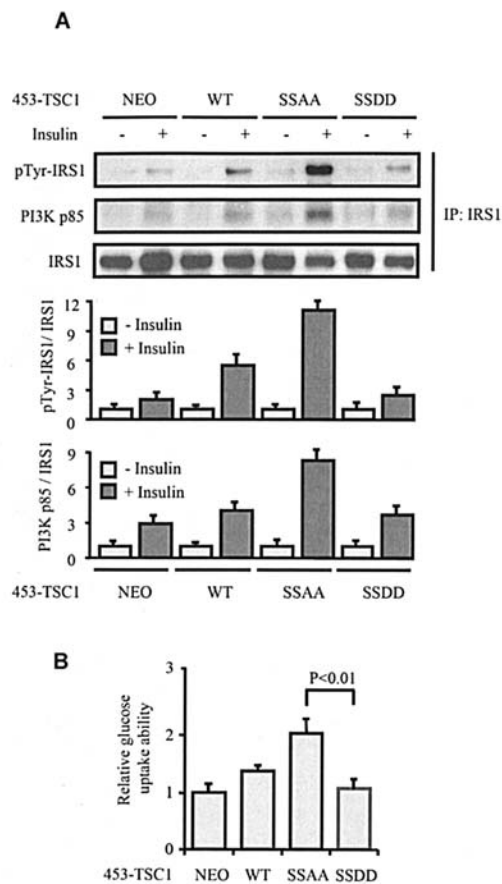 A
453-TSC1 NEO WT SSAA SSDD
Insulin - + - + - + - +
pTyr-IRS1
PI3K p85
IRS1
IP: IRS1
pTyr-IRS1/ IRS1
12
9
6
3
0
- Insulin
+ Insulin
PI3K p85 / IRS1
9
6
3
0
- Insulin
+ Insulin
453-TSC1 NEO WT SSAA SSDD
B
Relative glucose
uptake ability
3
2
1
0
P<0.01
453-TSC1 NEO WT SSAA SSDD